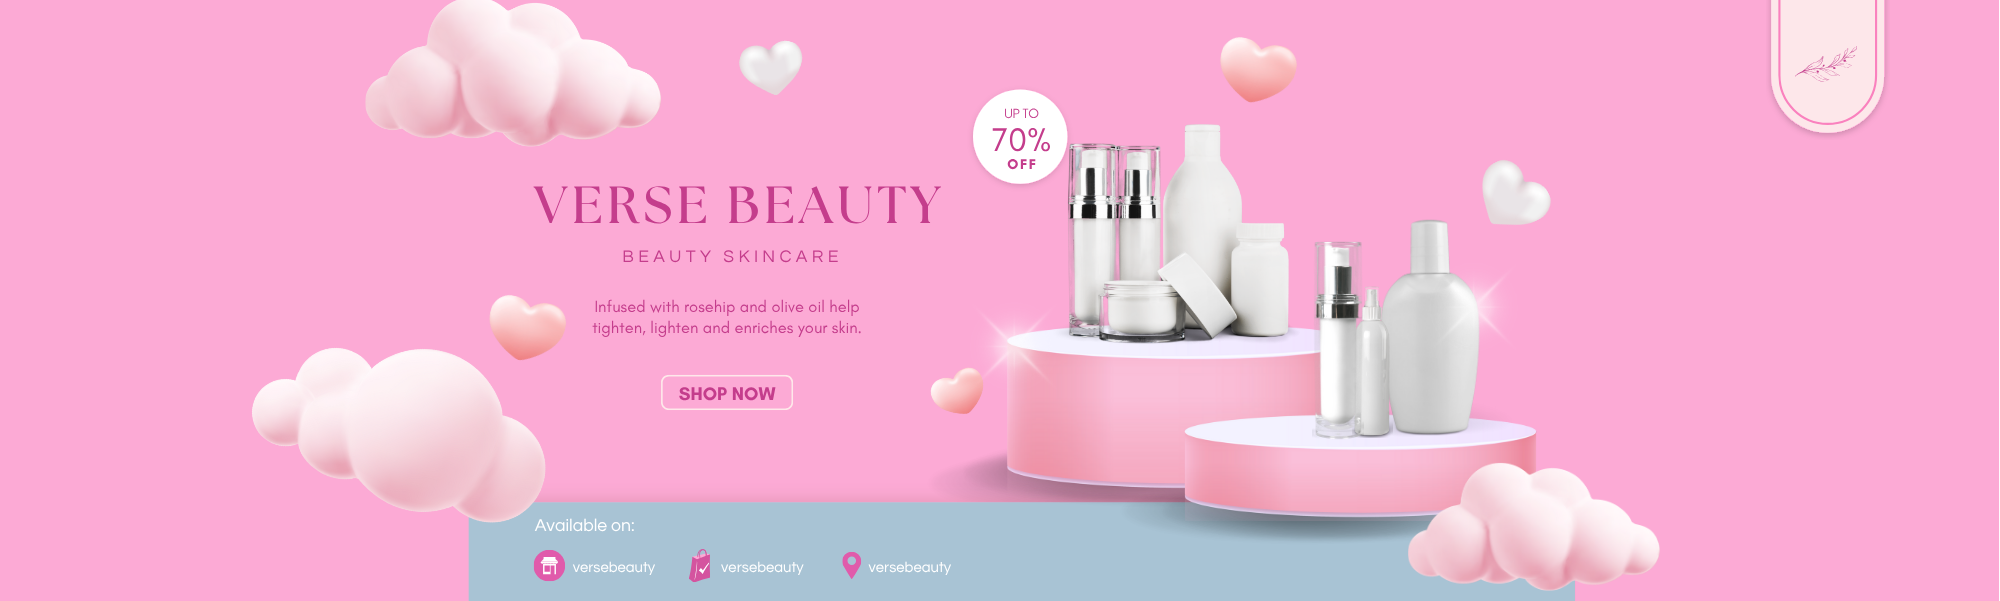 UP TO
70%
OFF
VERSE BEAUTY
BEAUTY SKINCARE
Infused with rosehip and olive oil help
tighten, lighten and enriches your skin.
SHOP NOW
Available on:
versebeauty versebeauty versebeauty